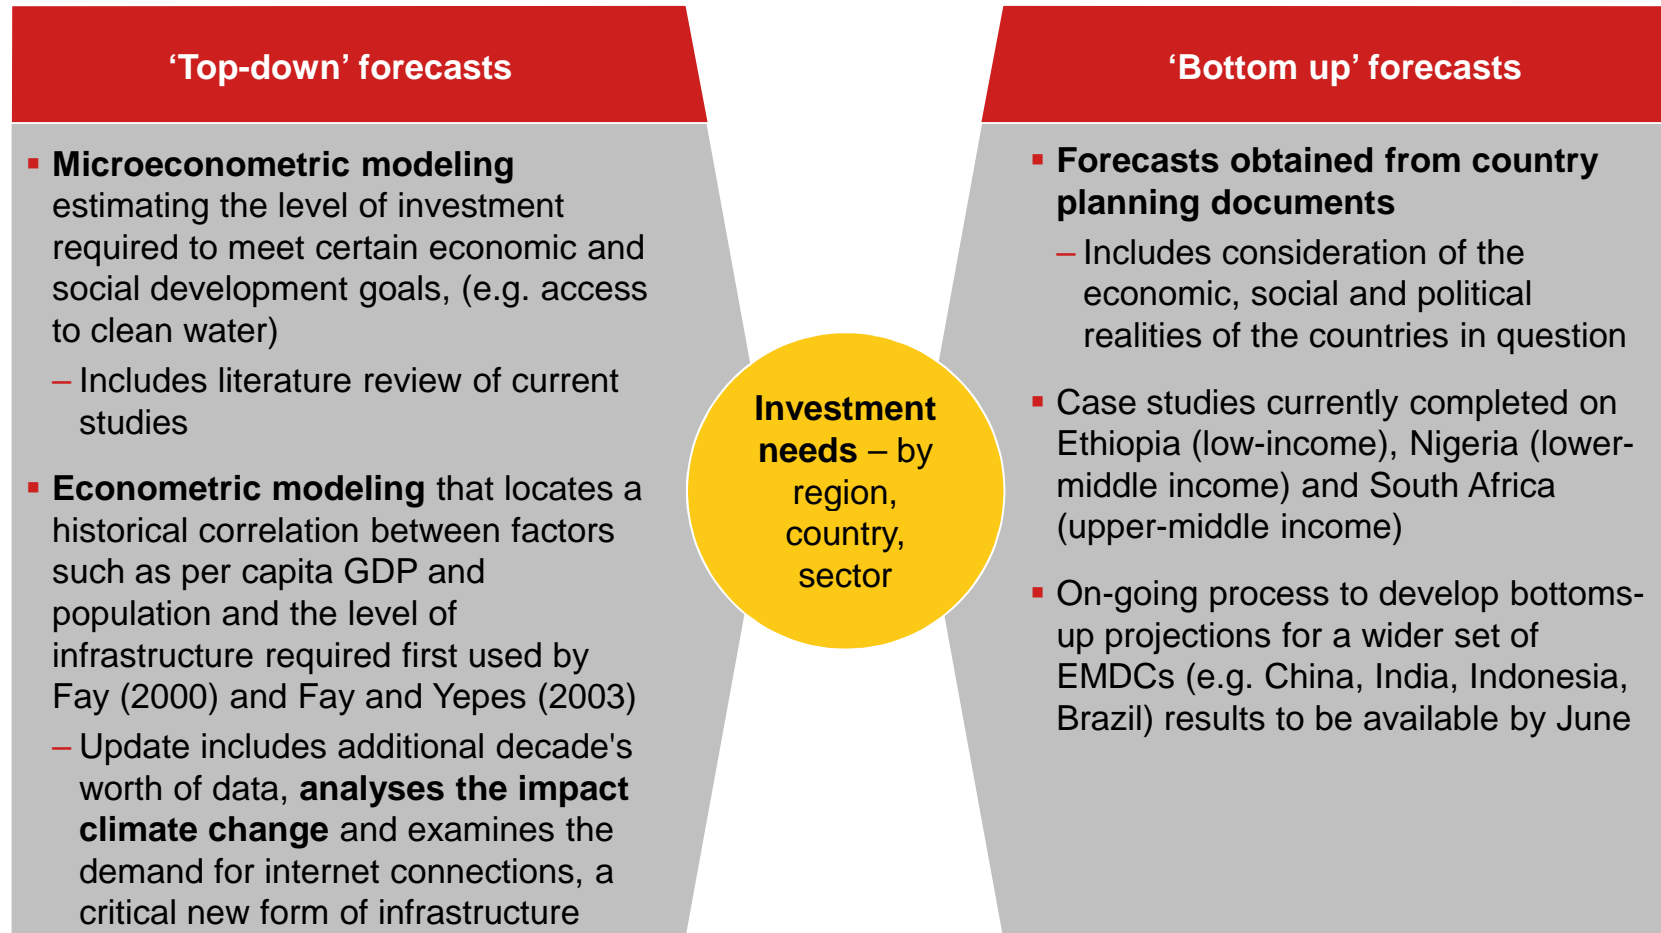 ‘Top-down’ forecasts
▪ Microeconometric modeling
estimating the level of investment
required to meet certain economic and
social development goals, (e.g. access
to clean water)
– Includes literature review of current
studies
▪ Econometric modeling that locates a
historical correlation between factors
such as per capita GDP and
population and the level of
infrastructure required first used by
Fay (2000) and Fay and Yepes (2003)
– Update includes additional decade's
worth of data, analyses the impact
climate change and examines the
demand for internet connections, a
critical new form of infrastructure
Investment
needs – by
region,
country,
sector
‘Bottom up’ forecasts
▪ Forecasts obtained from country
planning documents
– Includes consideration of the
economic, social and political
realities of the countries in question
▪ Case studies currently completed on
Ethiopia (low-income), Nigeria (lower-
middle income) and South Africa
(upper-middle income)
▪ On-going process to develop bottoms-
up projections for a wider set of
EMDCs (e.g. China, India, Indonesia,
Brazil) results to be available by June